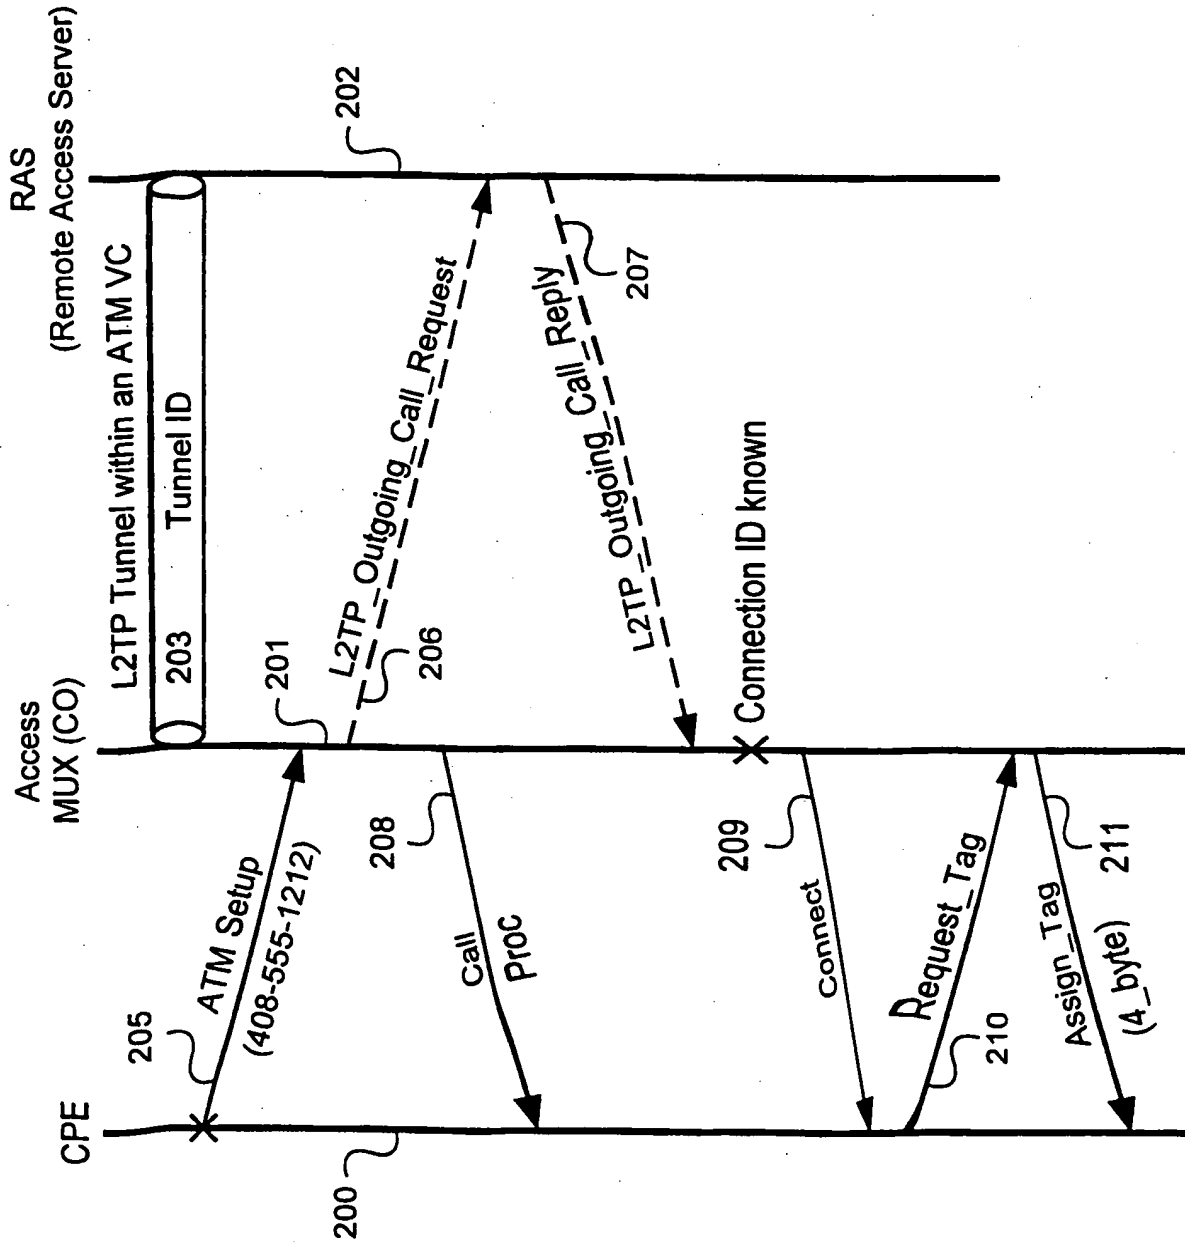 RAS
(Remote Access Server)
202
L2TP Tunnel within an ATM VC
203 Tunnel ID
Access
MUX (CO)
201
L2TP_Outgoing_Call_Request
206
L2TP_Outgoing_Call_Reply
207
Connection ID known
CPE
200
205
ATM Setup
(408-555-1212)
208
Call
Proc
209
Connect
Request_Tag
210
211
Assign_Tag
(4_byte)